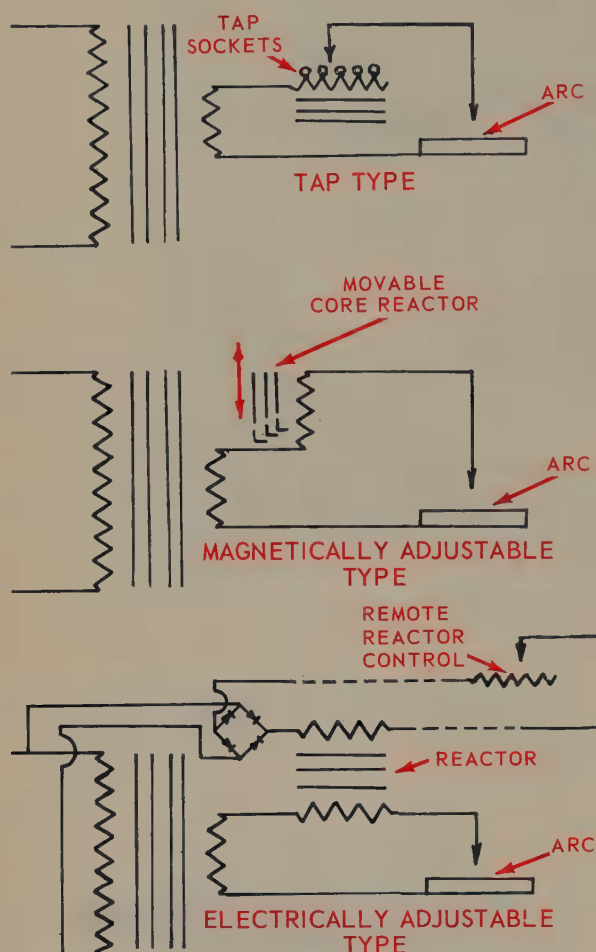 TAP
SOCKETS
ARC
TAP TYPE
MOVABLE
CORE REACTOR
ARC
MAGNETICALLY ADJUSTABLE
TYPE
REMOTE
REACTOR
CONTROL
REACTOR
ARC
ELECTRICALLY ADJUSTABLE
TYPE